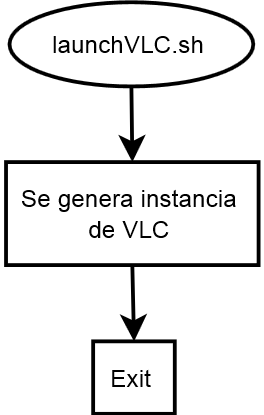 launchVLC.sh
Se genera instancia
de VLC
Exit